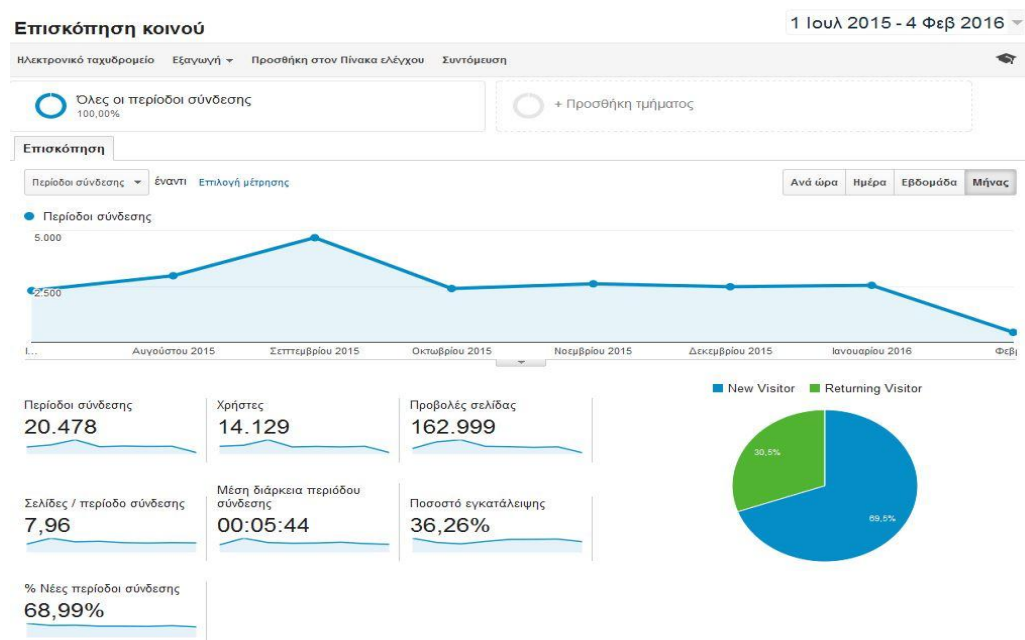 Επισκόπηση κοινού
1 Ιουλ 2015 - 4 Φεβ 2016
Ηλεκτρονικό ταχυδρομείο Εξαγωγή Προσθήκη στον Πίνακα ελέγχου Συντόμευση
Όλες οι περίοδοι σύνδεσης
100,00%
+ Προσθήκη τμήματος
Επισκόπηση
Περίοδοι σύνδεσης έναντι Επιλογή μέτρησης
Ανά ώρα Ημέρα Εβδομάδα Μήνας
Περίοδοι σύνδεσης
5.000
2.500
Ι... Αυγούστου 2015 Σεπτεμβρίου 2015 Οκτωβρίου 2015 Νοεμβρίου 2015 Δεκεμβρίου 2015 Ιανουαρίου 2016 Φεβρ
New Visitor Returning Visitor
Περίοδοι σύνδεσης
20.478
Χρήστες
14.129
Προβολές σελίδας
162.999
30,5%
69,5%
Σελίδες / περίοδο σύνδεσης
7,96
Μέση διάρκεια περιόδου
σύνδεσης
00:05:44
Ποσοστό εγκατάλειψης
36,26%
% Νέες περίοδοι σύνδεσης
68,99%